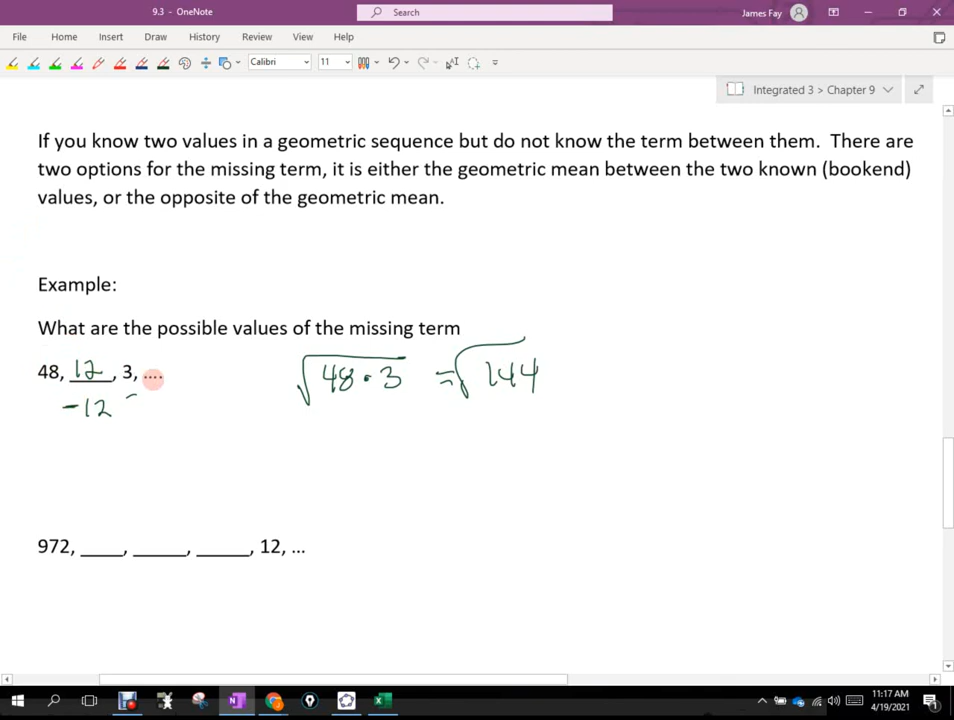 9.3 - OneNote
Search
James Fay
File Home Insert Draw History Review View Help
Calibri 11
Integrated 3 > Chapter 9
If you know two values in a geometric sequence but do not know the term between them. There are
two options for the missing term, it is either the geometric mean between the two known (bookend)
values, or the opposite of the geometric mean.
Example:
What are the possible values of the missing term
48, 12, 3, .... √48·3 = √144
-12
972, ____, _____, _____, 12, ...
11:17 AM
4/19/2021